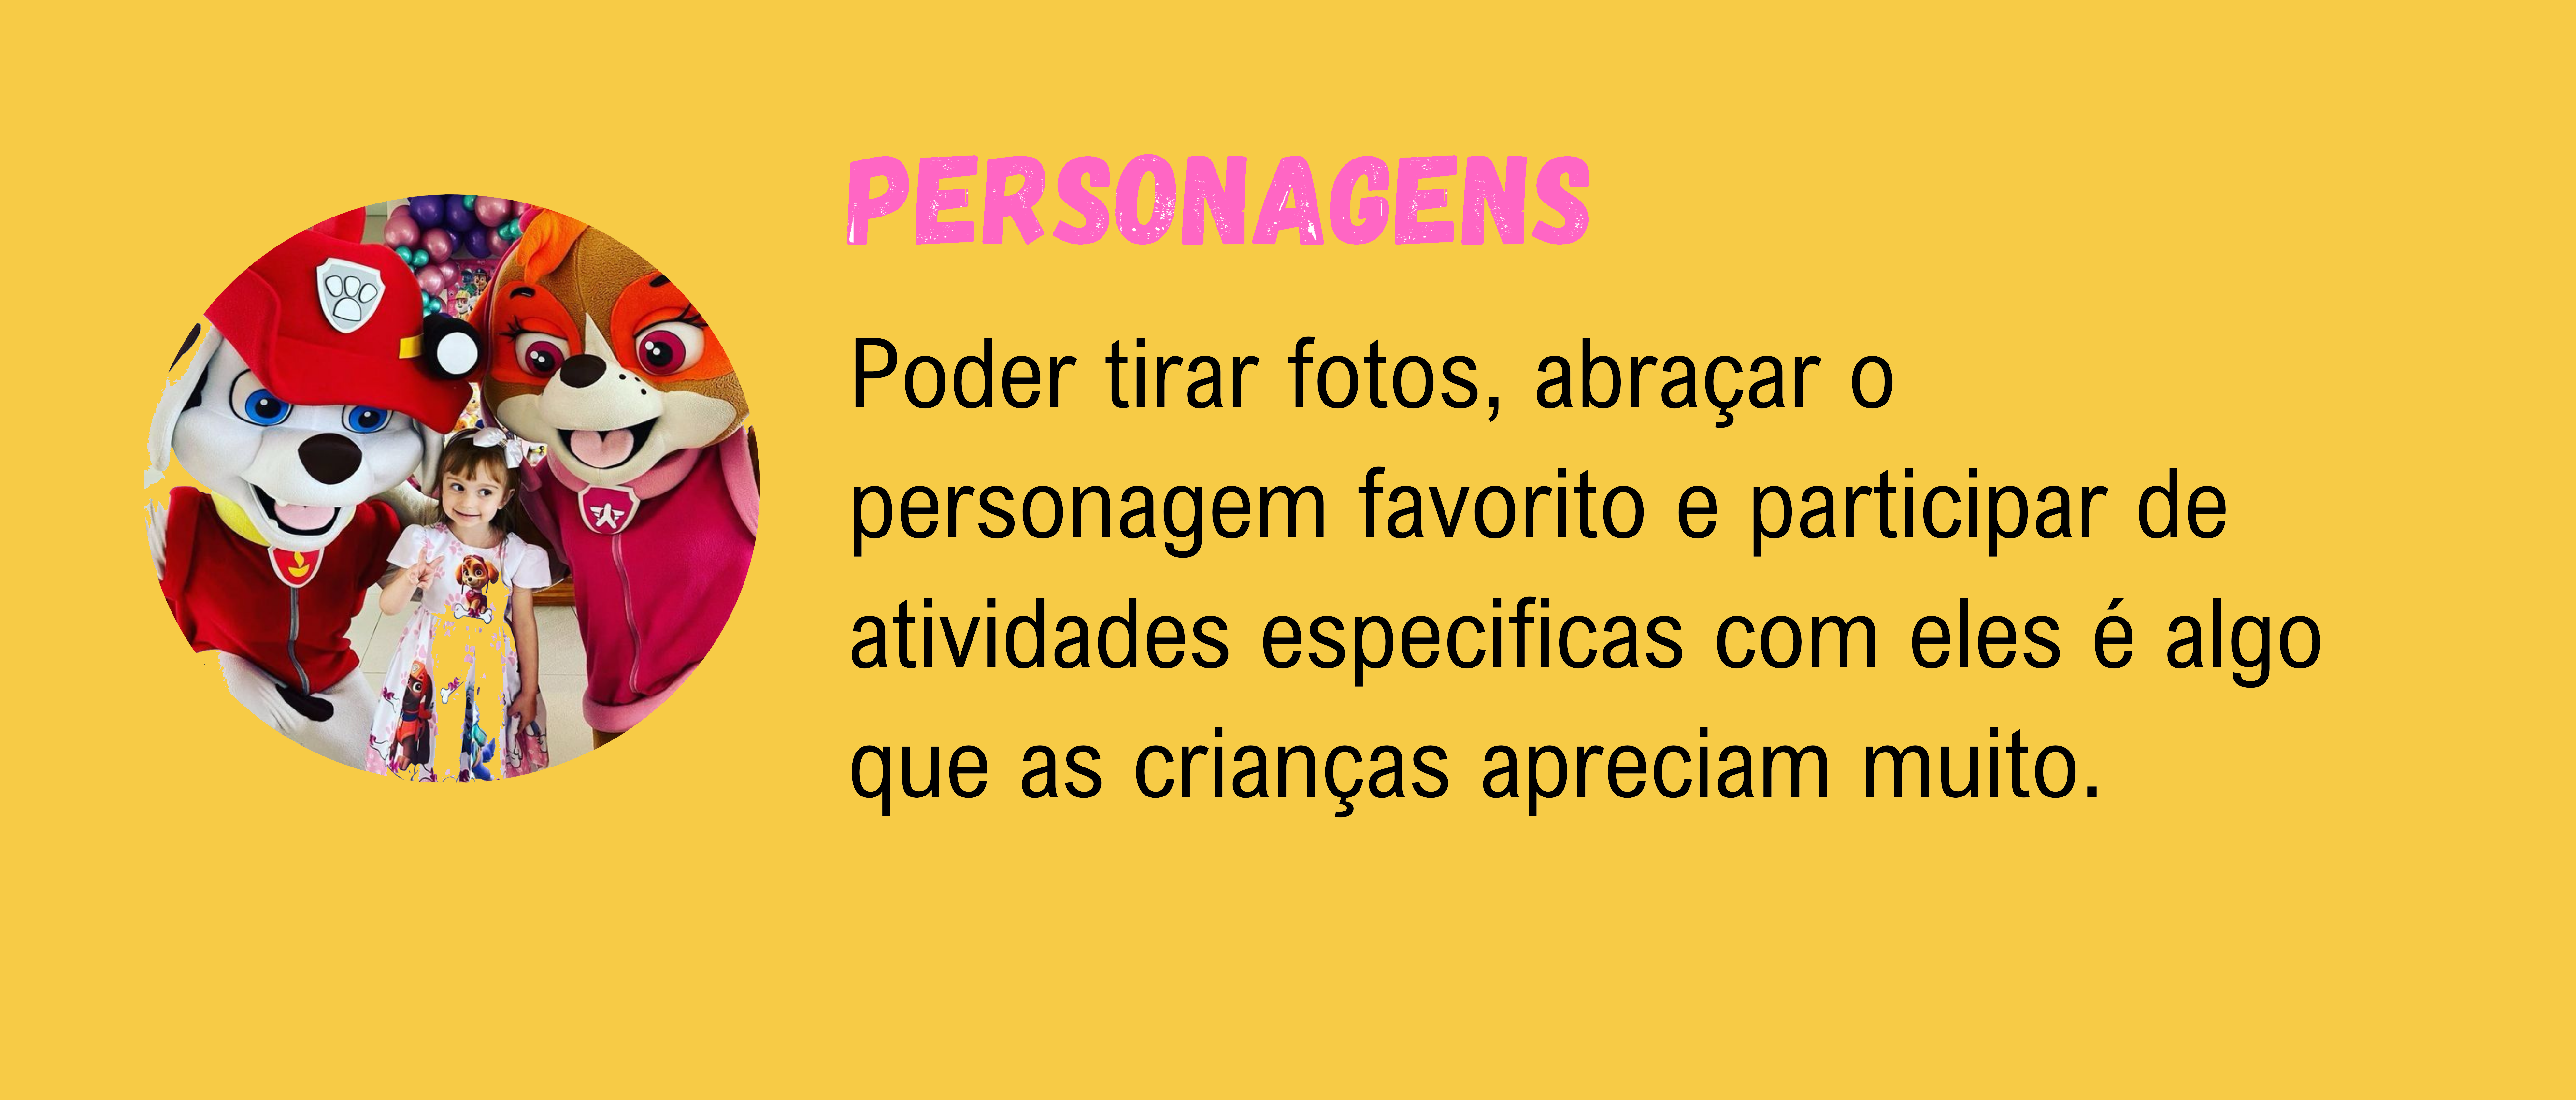 PERSONAGENS
Poder tirar fotos, abraçar o
personagem favorito e participar de
atividades especificas com eles é algo
que as crianças apreciam muito.